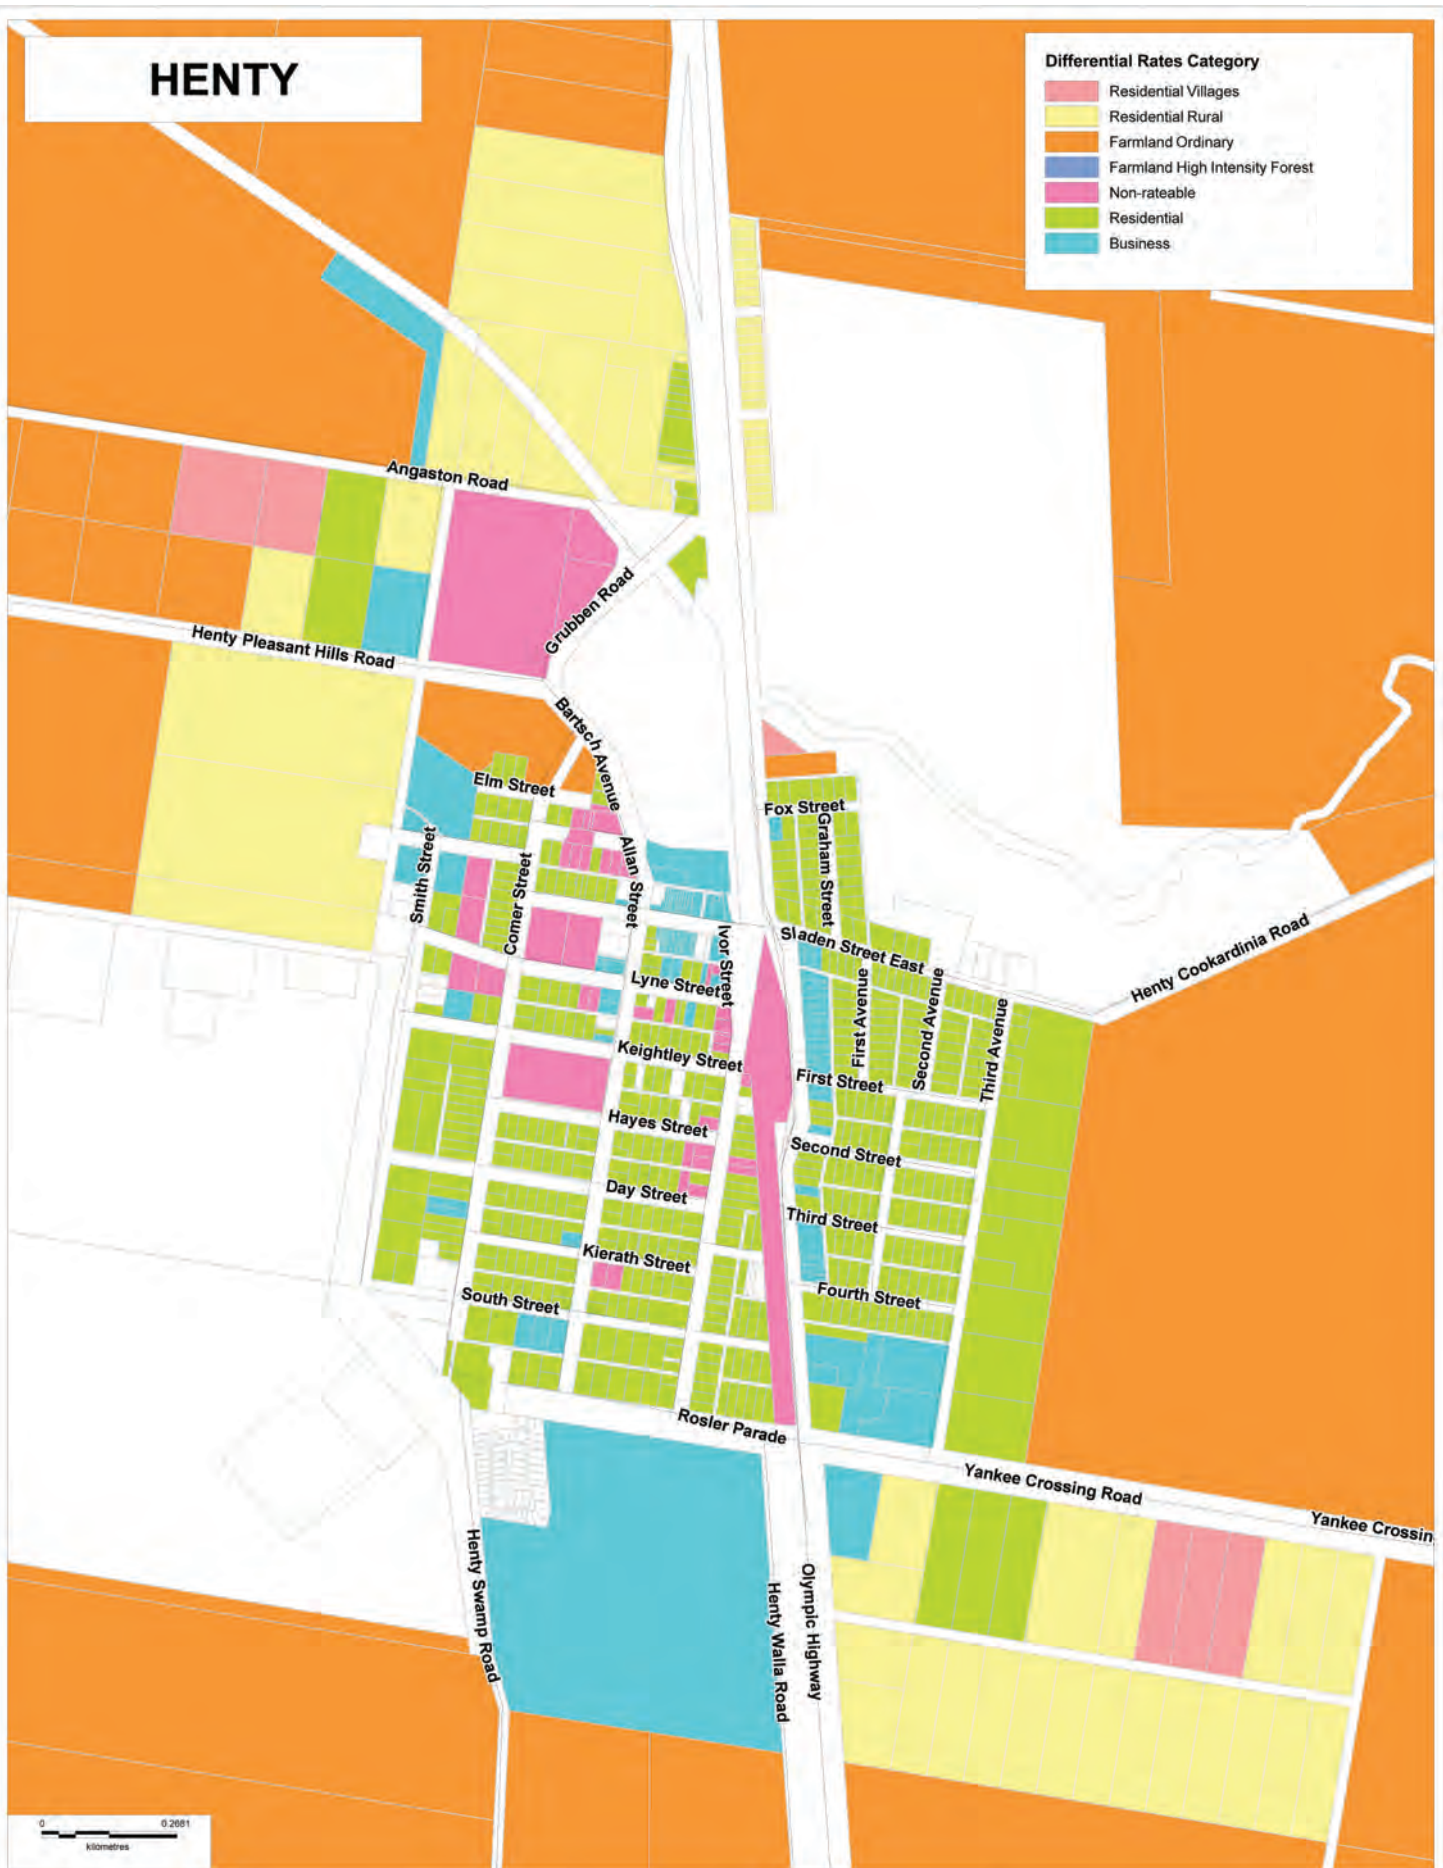 HENTY
Differential Rates Category
Residential Villages
Residential Rural
Farmland Ordinary
Farmland High Intensity Forest
Non-rateable
Residential
Business
Angaston Road
Grubben Road
Henty Pleasant Hills Road
Bartsch Avenue
Elm Street
Fox Street
Graham Street
Allan Street
Smith Street
Comer Street
Ivor Street
Sladen Street East
Henty Cookardinia Road
Lyne Street
First Avenue
Second Avenue
Third Avenue
Keightley Street
First Street
Hayes Street
Second Street
Day Street
Third Street
Kierath Street
Fourth Street
South Street
Rosler Parade
Yankee Crossing Road
Yankee Crossin
Henty Swamp Road
Henty Walla Road
Olympic Highway
0 0.2681
kilometres